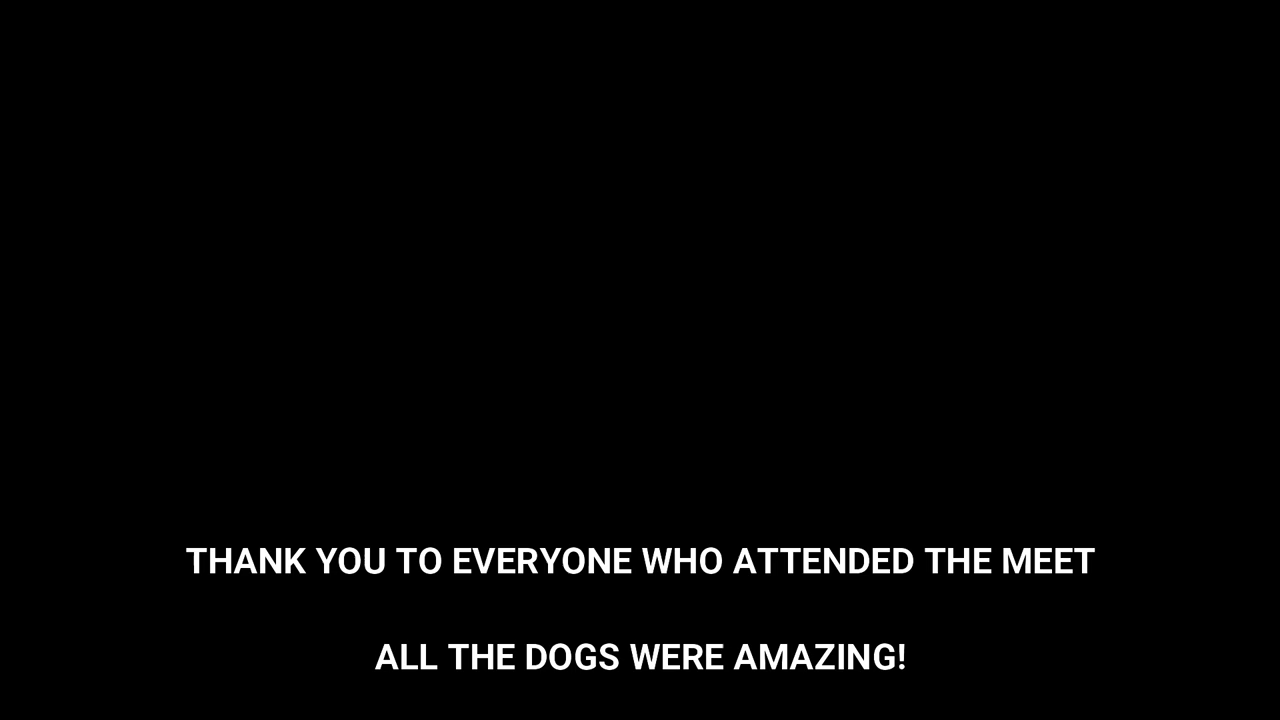 THANK YOU TO EVERYONE WHO ATTENDED THE MEET
ALL THE DOGS WERE AMAZING!